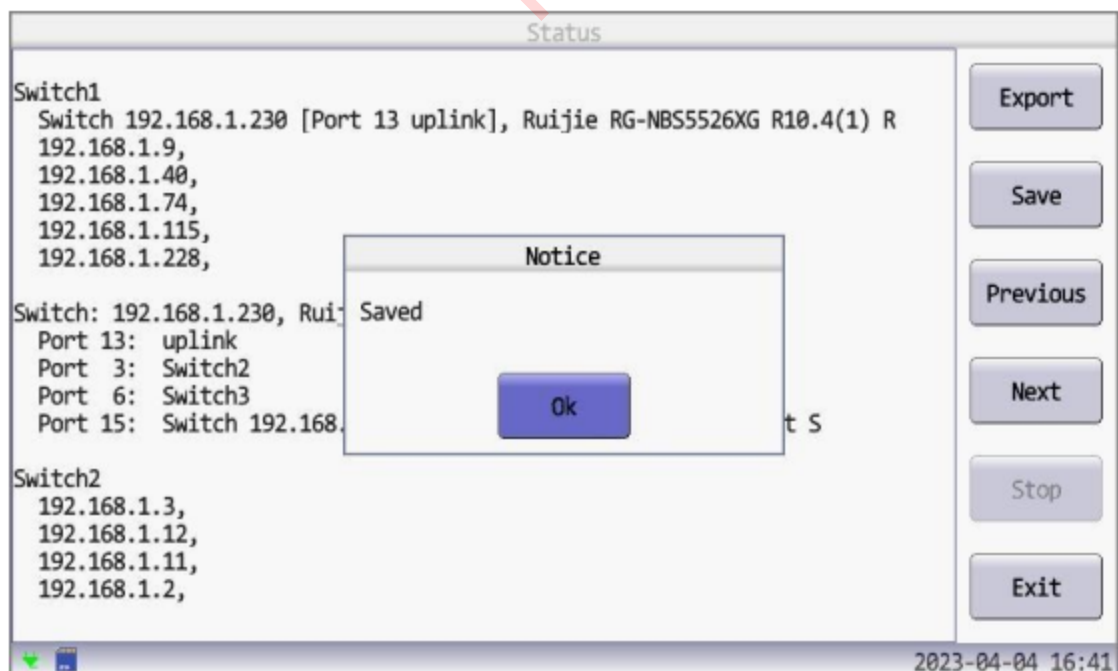 Status
Switch1
Switch 192.168.1.230 [Port 13 uplink], Ruijie RG-NBS5526XG R10.4(1) R
192.168.1.9,
192.168.1.40,
192.168.1.74,
192.168.1.115,
192.168.1.228,
Switch: 192.168.1.230, Rui
Port 13: uplink
Port 3: Switch2
Port 6: Switch3
Port 15: Switch 192.168. t S
Switch2
192.168.1.3,
192.168.1.12,
192.168.1.11,
192.168.1.2,
Notice
Saved
Ok
Export
Save
Previous
Next
Stop
Exit
2023-04-04 16:41